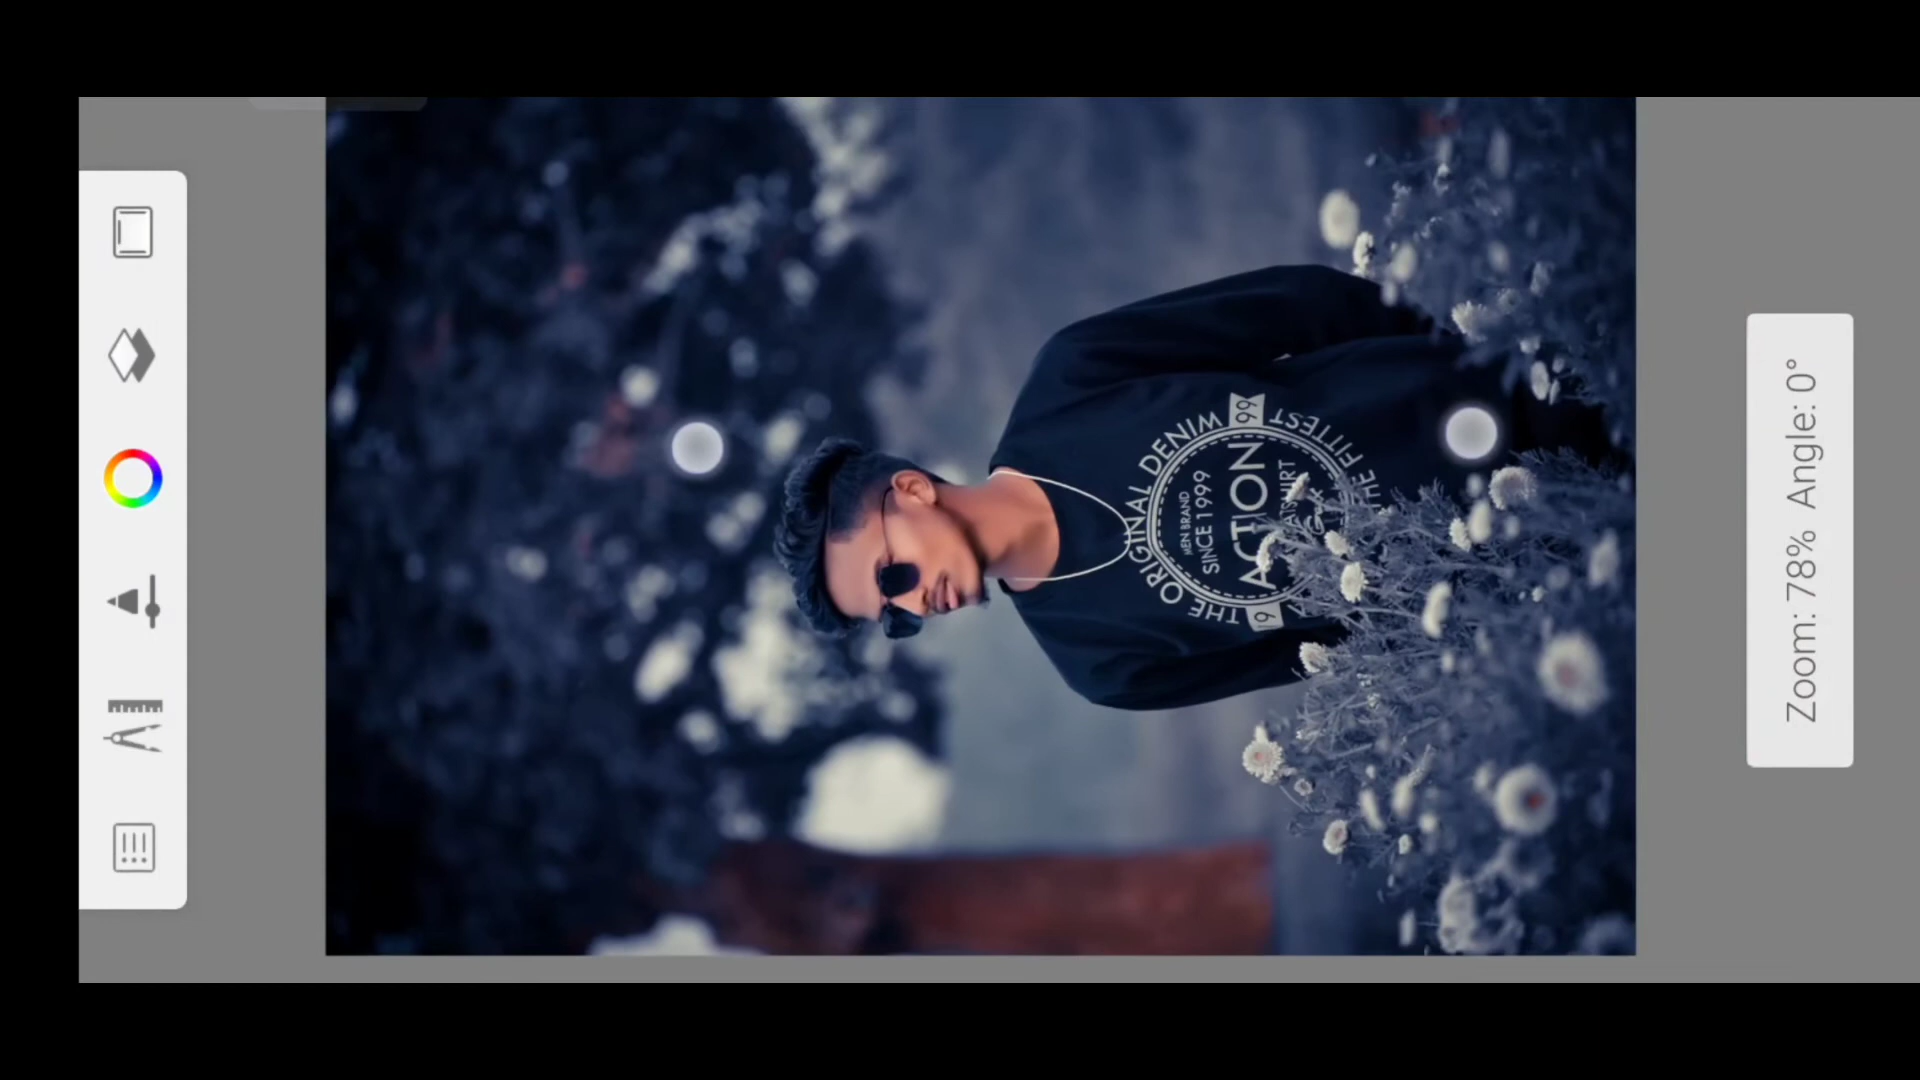 Zoom: 78% Angle: 0°
THE ORIGINAL DENIM
99
MEN BRAND
SINCE 1999
ACTION
19
THE FITTEST